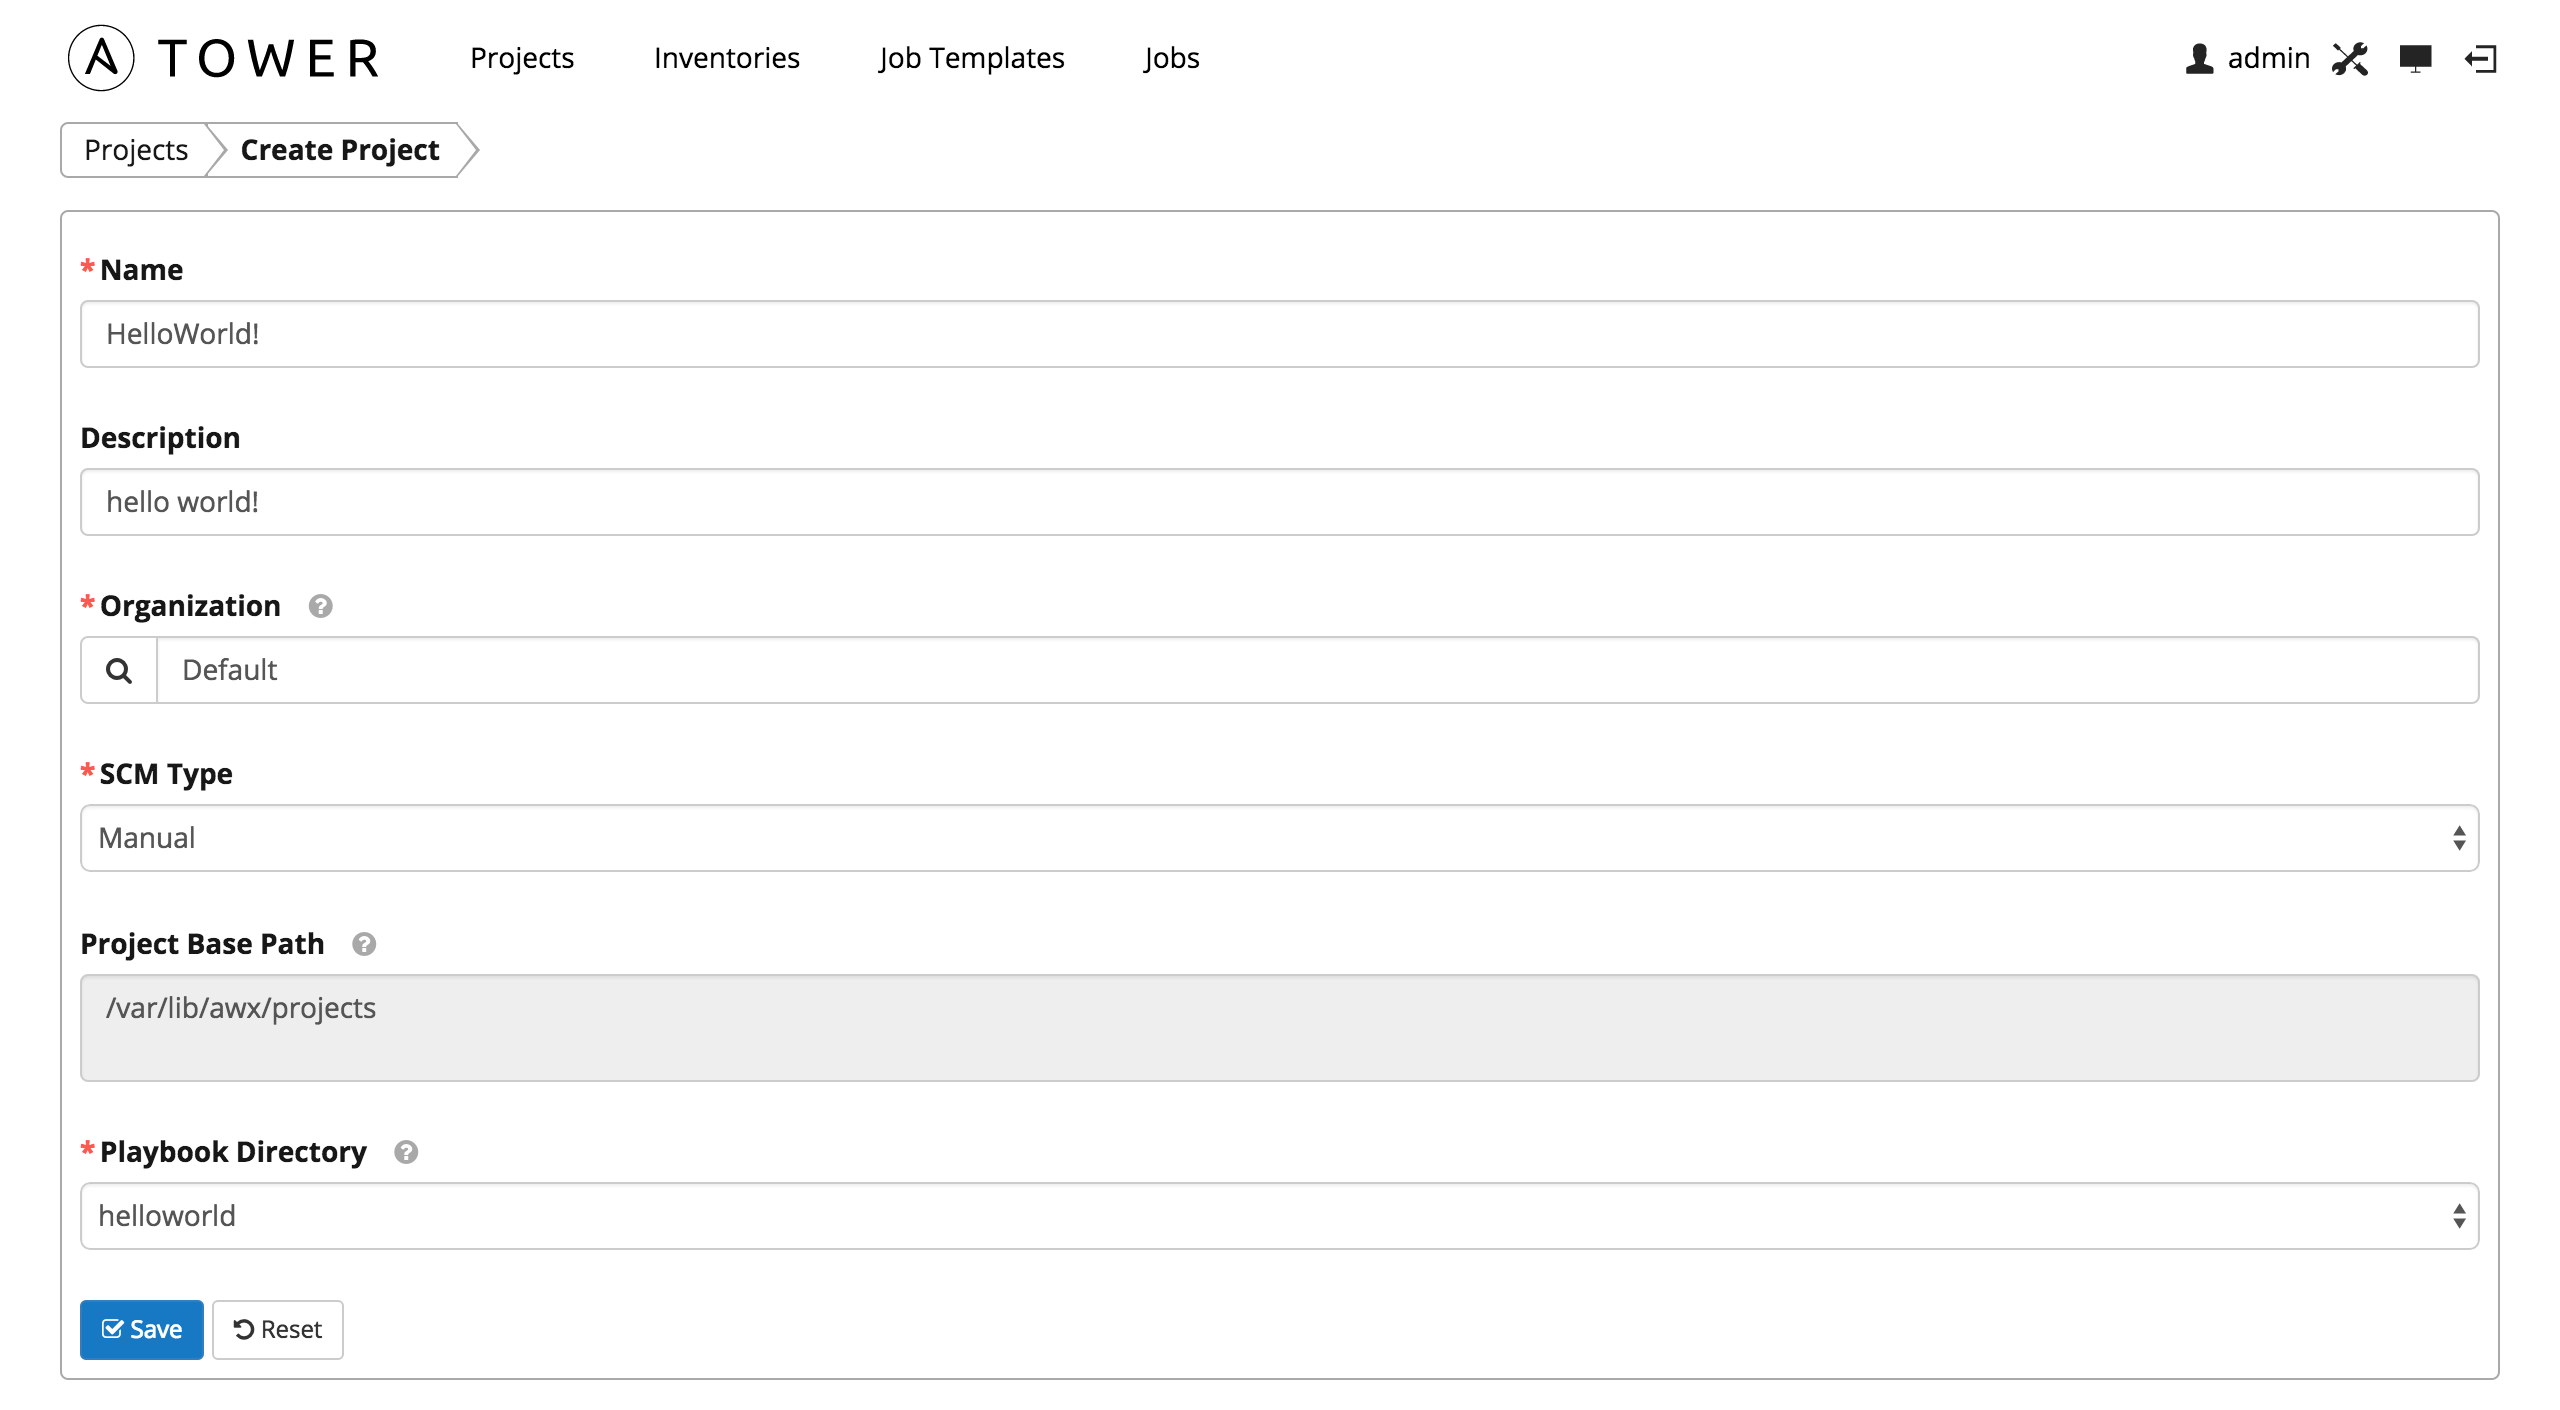 A TOWER Projects Inventories Job Templates Jobs admin
Projects Create Project
* Name
HelloWorld!
Description
hello world!
* Organization ?
Default
* SCM Type
Manual
Project Base Path ?
/var/lib/awx/projects
* Playbook Directory ?
helloworld
Save Reset